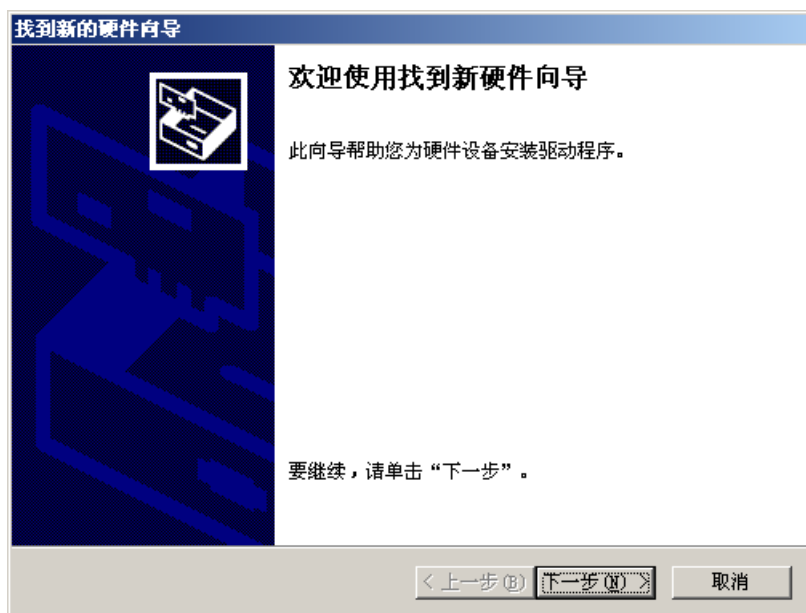 找到新的硬件向导
欢迎使用找到新硬件向导
此向导帮助您为硬件设备安装驱动程序。
要继续，请单击“下一步”。
< 上一步(B) 下一步(N) > 取消